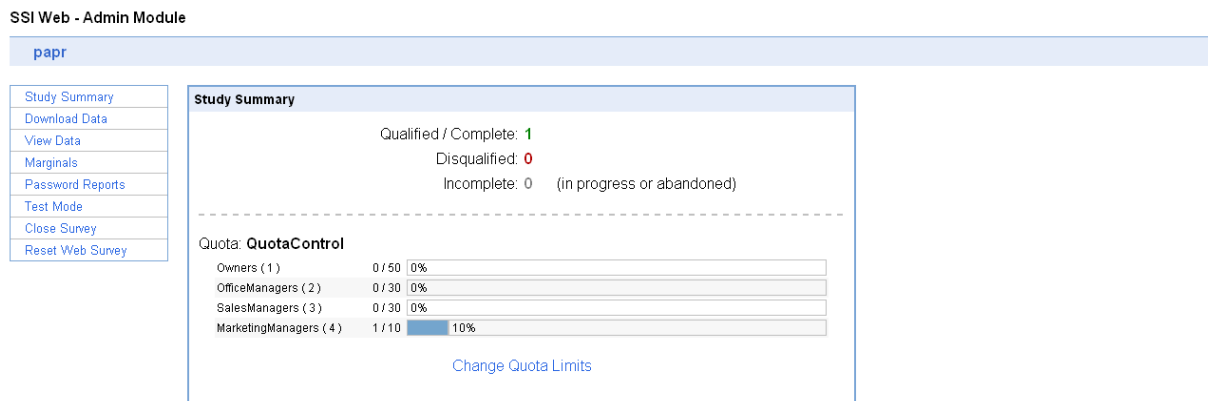 SSI Web - Admin Module
papr
Study Summary
Download Data
View Data
Marginals
Password Reports
Test Mode
Close Survey
Reset Web Survey
Study Summary
Qualified / Complete: 1
Disqualified: 0
Incomplete: 0 (in progress or abandoned)
Quota: QuotaControl
Owners ( 1 ) 0 / 50 0%
OfficeManagers ( 2 ) 0 / 30 0%
SalesManagers ( 3 ) 0 / 30 0%
MarketingManagers ( 4 ) 1 / 10 10%
Change Quota Limits